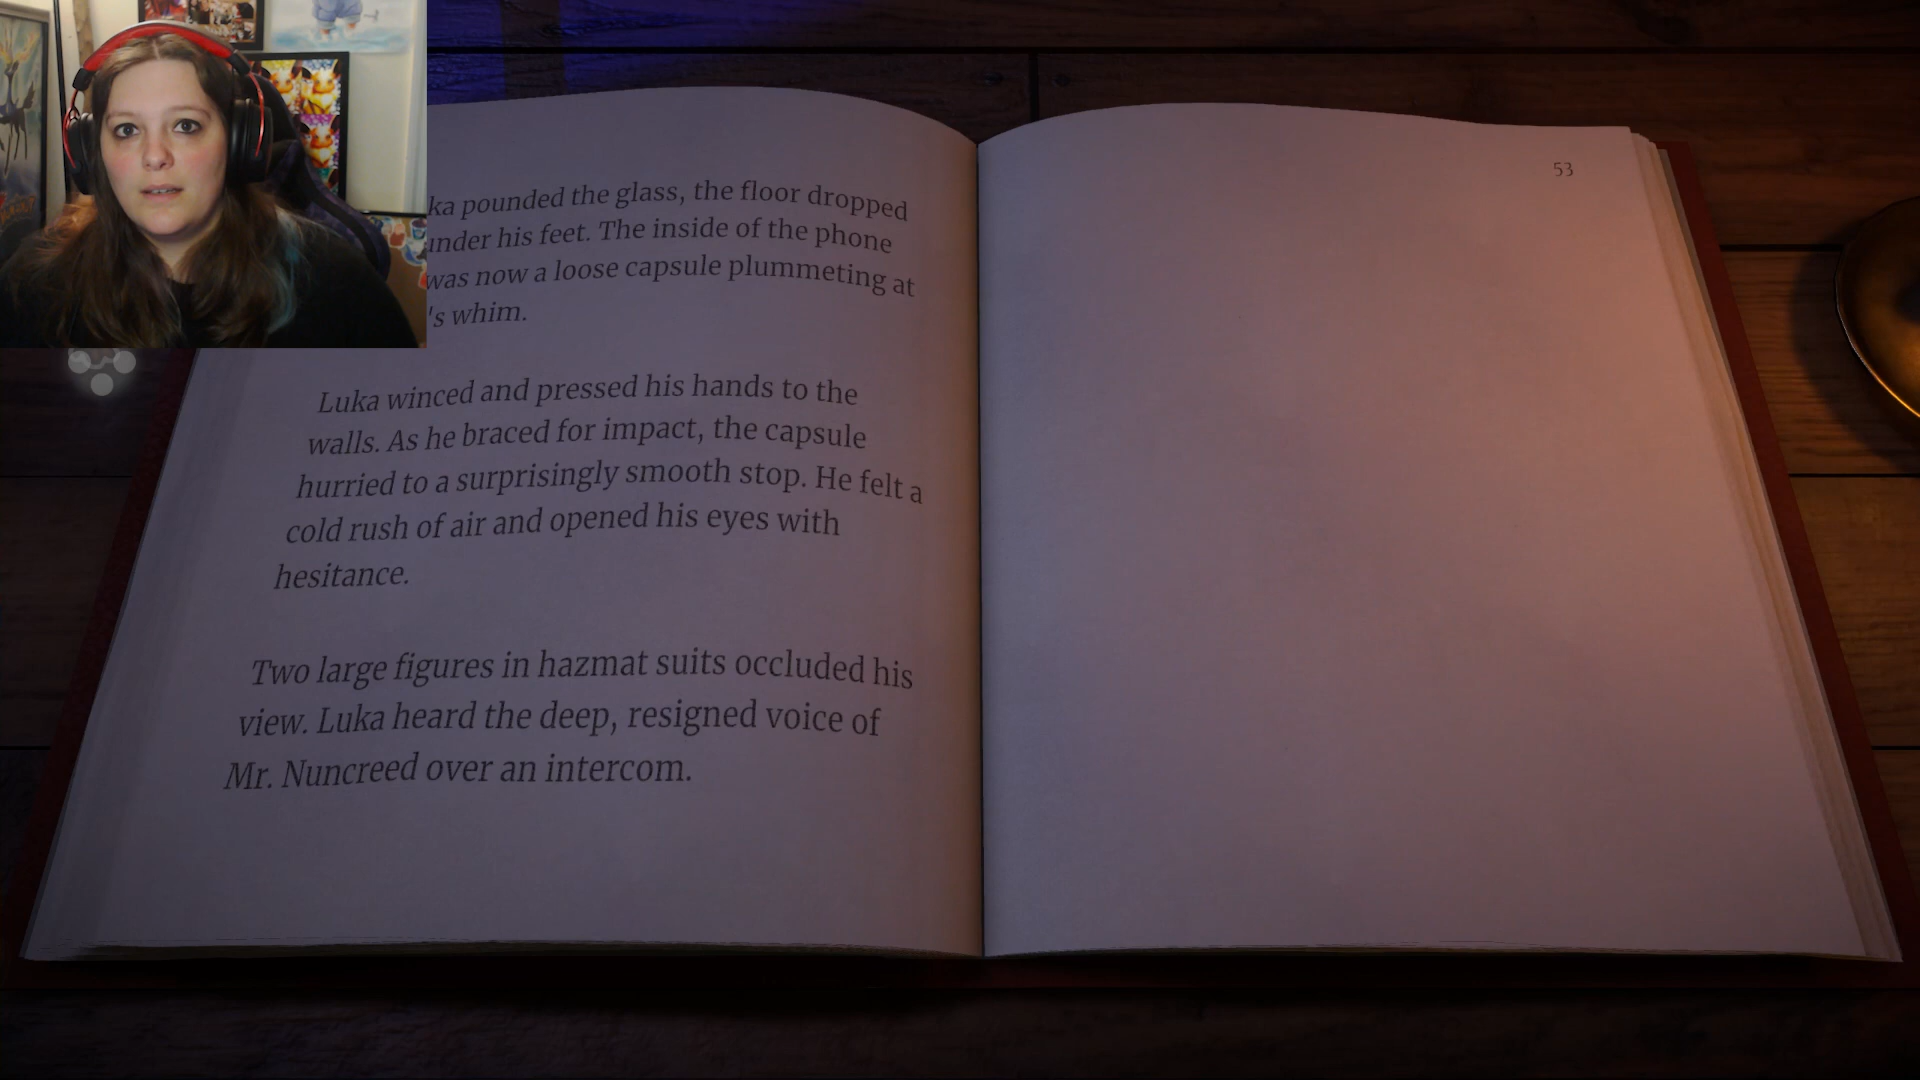 53
pounded the glass, the floor dropped
under his feet. The inside of the phone
was now a loose capsule plummeting at
's whim.
Luka winced and pressed his hands to the
walls. As he braced for impact, the capsule
hurried to a surprisingly smooth stop. He felt a
cold rush of air and opened his eyes with
hesitance.
Two large figures in hazmat suits occluded his
view. Luka heard the deep, resigned voice of
Mr. Nuncreed over an intercom.